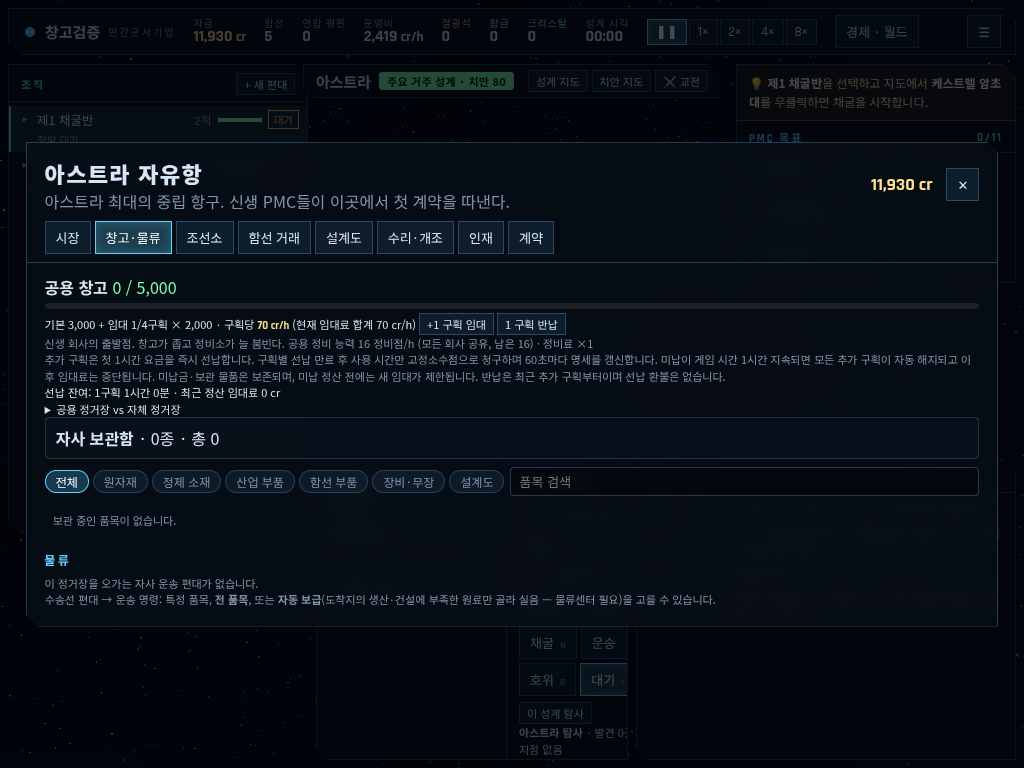 창고검증 민간군사기업
자금 11,930 cr
함선 5
연합 평판 0
운영비 2,419 cr/h
철광석 0
합금 0
크리스탈 0
성계 시각 00:00
❚❚ 1× 2× 4× 8×
경제 · 월드
☰
조직
+ 새 편대
▸ 제1 채굴반 2척 대기
아스트라 주요 거주 성계 · 치안 80 성계 지도 치안 지도 ⚔ 교전
💡 제1 채굴반을 선택하고 지도에서 케스트렐 암초
대를 우클릭하면 채굴을 시작합니다.
PMC 목표 0/11
아스트라 자유항
아스트라 최대의 중립 항구. 신생 PMC들이 이곳에서 첫 계약을 따낸다.
11,930 cr ×
시장 창고·물류 조선소 함선 거래 설계도 수리·개조 인재 계약
공용 창고 0 / 5,000
기본 3,000 + 임대 1/4구획 × 2,000 · 구획당 70 cr/h (현재 임대료 합계 70 cr/h) +1 구획 임대 1 구획 반납
신생 회사의 출발점. 창고가 좁고 정비소가 늘 붐빈다. 공용 정비 능력 16 정비점/h (모든 회사 공유, 남은 16) · 정비료 ×1
추가 구획은 첫 1시간 요금을 즉시 선납합니다. 구획별 선납 만료 후 사용 시간만 고정소수점으로 청구하며 60초마다 명세를 갱신합니다. 미납이 게임 시간 1시간 지속되면 모든 추가 구획이 자동 해지되고 이
후 임대료는 중단됩니다. 미납금·보관 물품은 보존되며, 미납 정산 전에는 새 임대가 제한됩니다. 반납은 최근 추가 구획부터이며 선납 환불은 없습니다.
선납 잔여: 1구획 1시간 0분 · 최근 정산 임대료 0 cr
▶ 공용 정거장 vs 자체 정거장
자사 보관함 · 0종 · 총 0
전체 원자재 정제 소재 산업 부품 함선 부품 장비·무장 설계도 품목 검색
보관 중인 품목이 없습니다.
물류
이 정거장을 오가는 자사 운송 편대가 없습니다.
수송선 편대 → 운송 명령: 특정 품목, 전 품목, 또는 자동 보급(도착지의 생산·건설에 부족한 원료만 골라 실음 — 물류센터 필요)을 고를 수 있습니다.
채굴 N 운송
호위 대기
이 성계 탐사
아스트라 탐사 · 발견
지점 없음